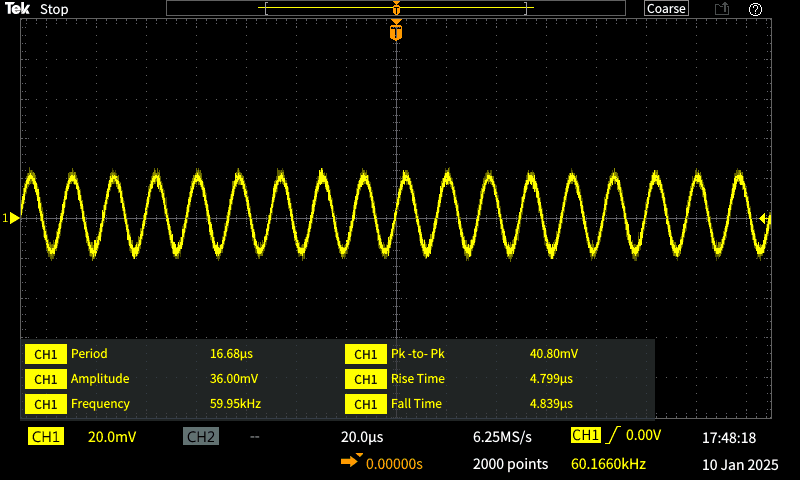 Tek Stop T Coarse ?
T
1
CH1 Period 16.68µs CH1 Pk -to- Pk 40.80mV
CH1 Amplitude 36.00mV CH1 Rise Time 4.799µs
CH1 Frequency 59.95kHz CH1 Fall Time 4.839µs
CH1 20.0mV CH2 -- 20.0µs 6.25MS/s CH1 0.00V 17:48:18
0.00000s 2000 points 60.1660kHz 10 Jan 2025